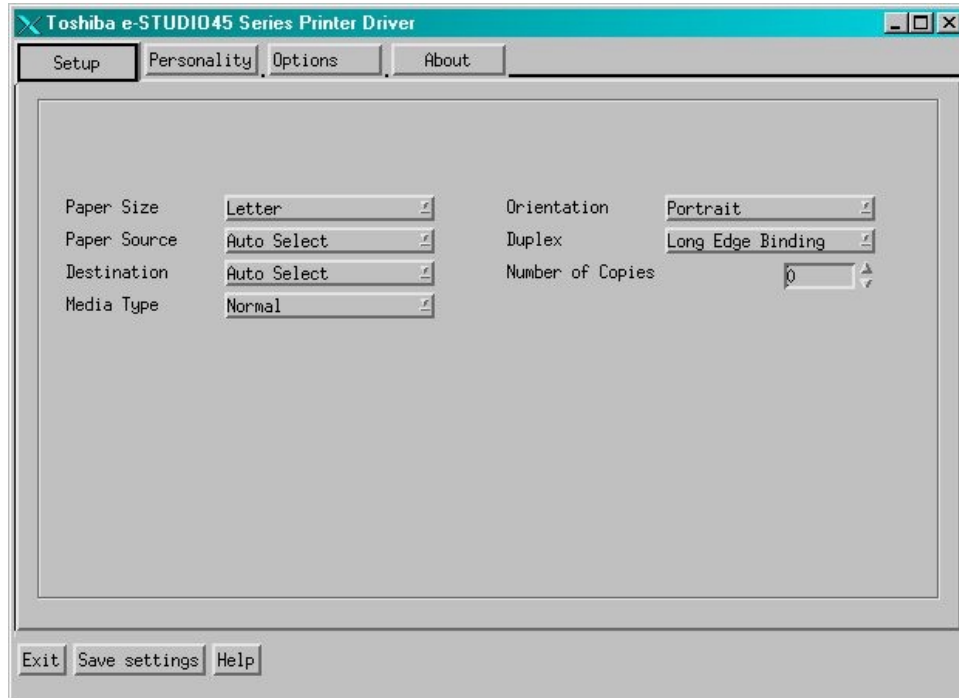 Toshiba e-STUDIO45 Series Printer Driver
Setup Personality Options About
Paper Size Letter Orientation Portrait
Paper Source Auto Select Duplex Long Edge Binding
Destination Auto Select Number of Copies 0
Media Type Normal
Exit Save settings Help